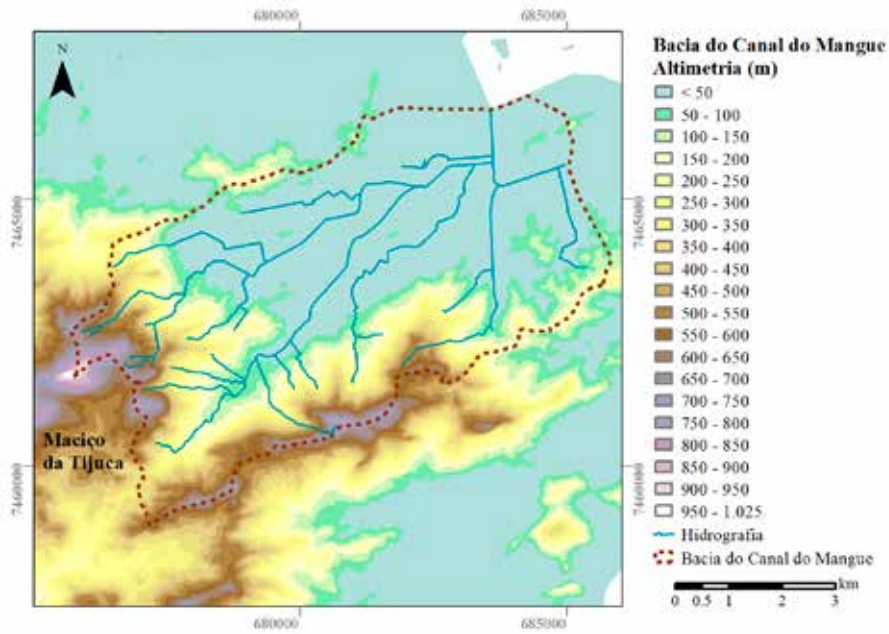 680000
685000
N
7465000
7465000
Maciço
da Tijuca
7460000
7460000
680000
685000
Bacia do Canal do Mangue
Altimetria (m)
< 50
50 - 100
100 - 150
150 - 200
200 - 250
250 - 300
300 - 350
350 - 400
400 - 450
450 - 500
500 - 550
550 - 600
600 - 650
650 - 700
700 - 750
750 - 800
800 - 850
850 - 900
900 - 950
950 - 1.025
Hidrografia
Bacia do Canal do Mangue
km
0 0.5 1 2 3